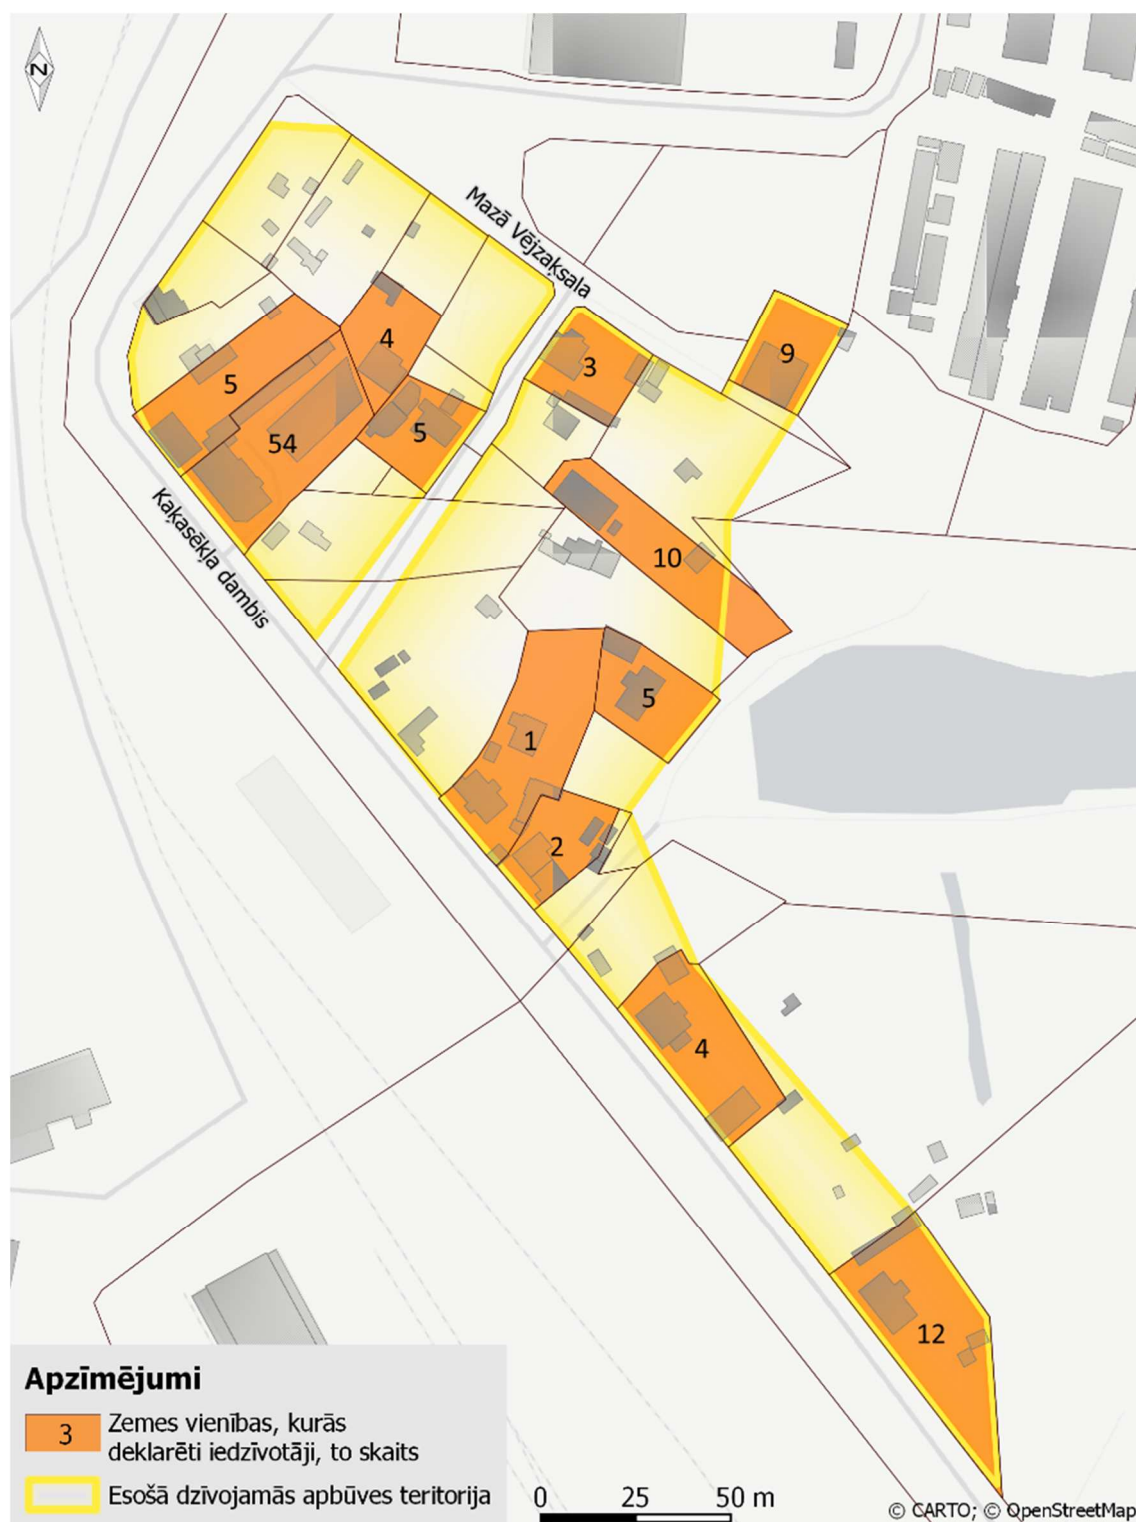 N
Mazā Vējzaķsala
4
3
9
5
5
54
10
Kaķasēkļa dambis
5
1
2
4
12
Apzīmējumi
3 Zemes vienības, kurās
deklarēti iedzīvotāji, to skaits
Esošā dzīvojamās apbūves teritorija
0 25 50 m
© CARTO; © OpenStreetMap